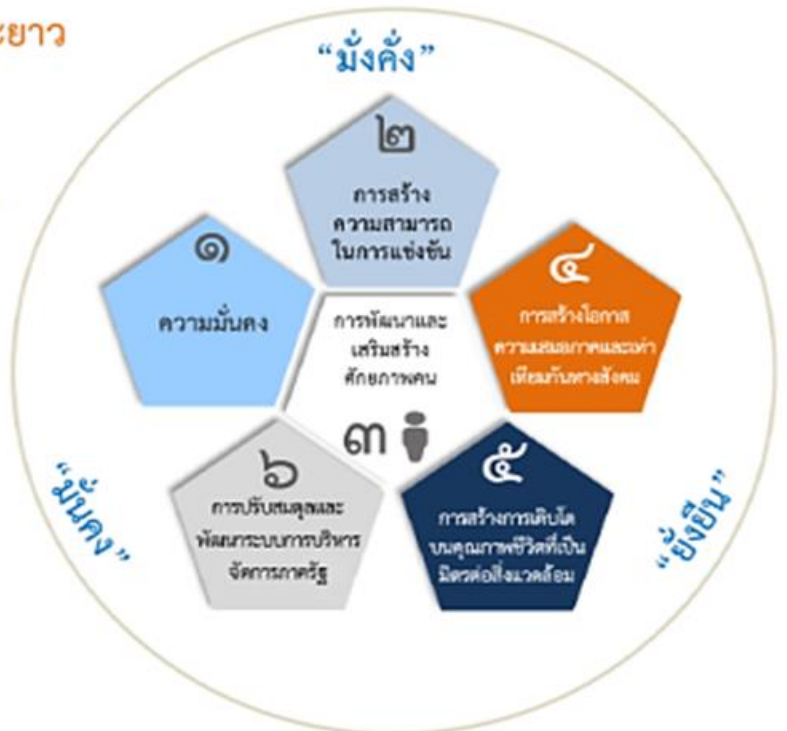 ะยาว
“มั่งคั่ง”
๒
การสร้าง
ความสามารถ
ในการแข่งขัน
๑
ความมั่นคง
๔
การสร้างโอกาส
ความเสมอภาคและเท่า
เทียมกันทางสังคม
การพัฒนาและ
เสริมสร้าง
ศักยภาพคน
๓
๖
การปรับสมดุลและ
พัฒนาระบบการบริหาร
จัดการภาครัฐ
๕
การสร้างการเติบโต
บนคุณภาพชีวิตที่เป็น
มิตรต่อสิ่งแวดล้อม
“มั่นคง”
“ยั่งยืน”